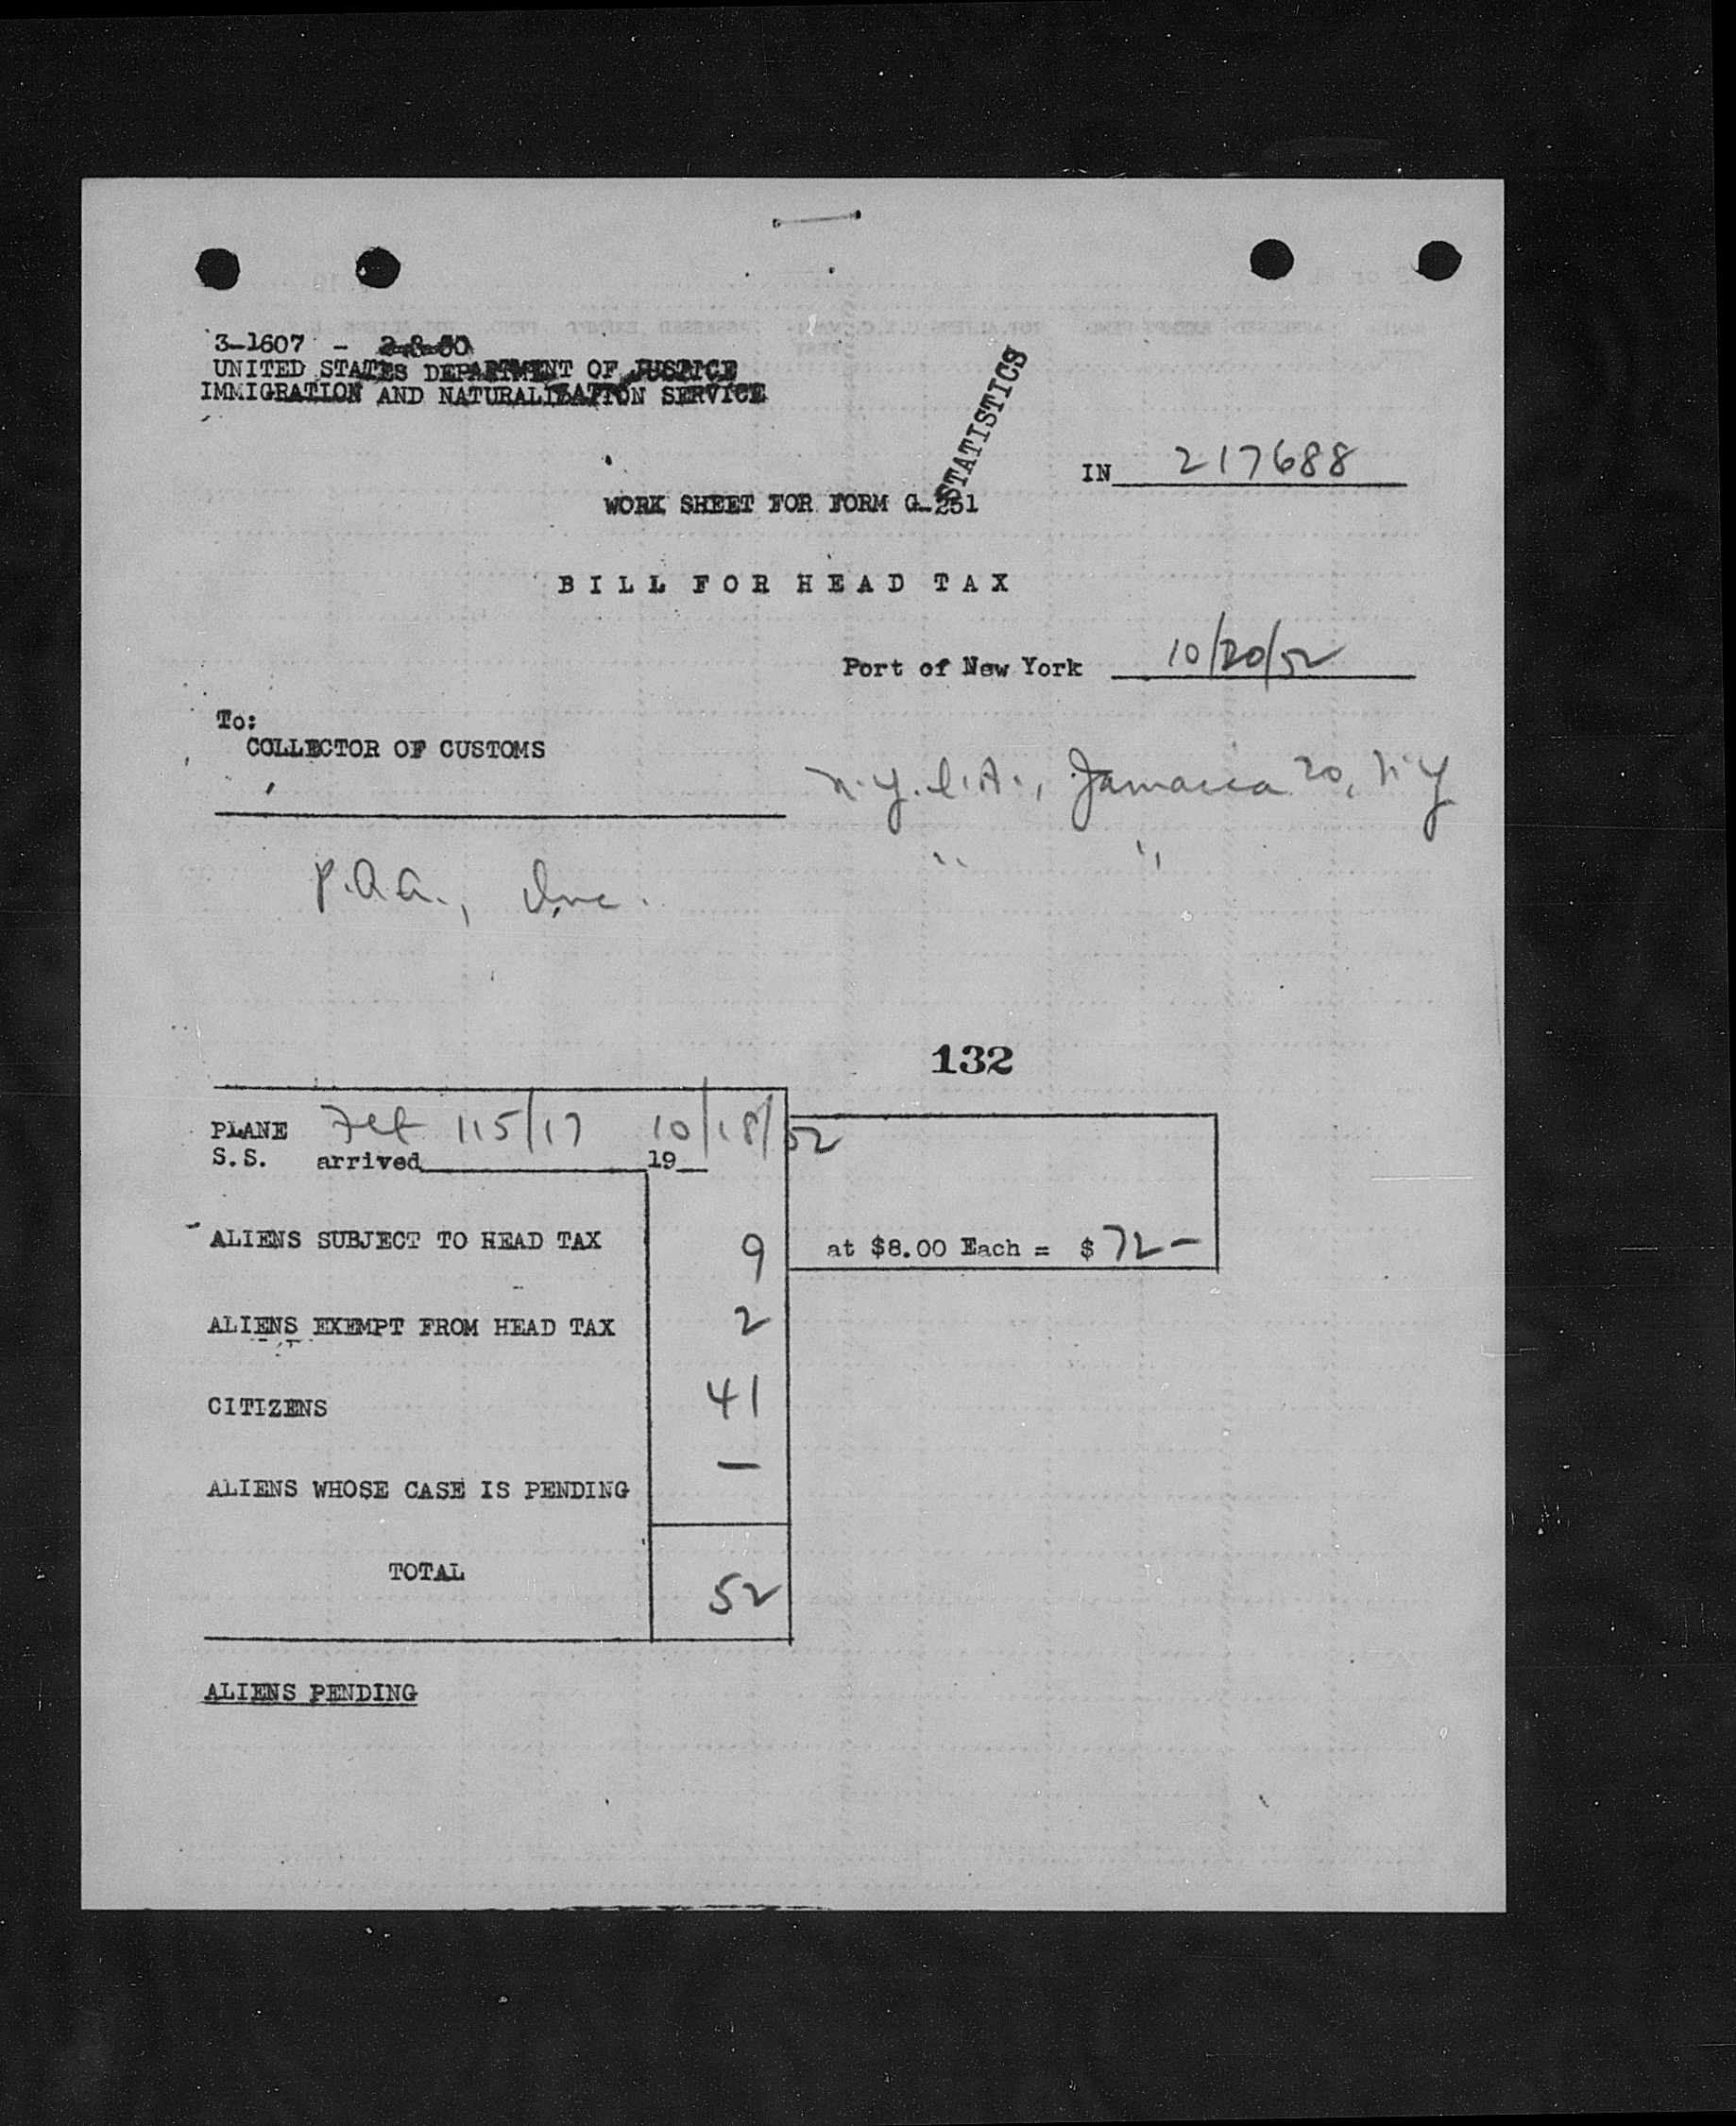 3-1607 - 2-8-50
UNITED STATES DEPARTMENT OF JUSTICE
IMMIGRATION AND NATURALIZATION SERVICE
STATISTICS
IN 217688
WORK SHEET FOR FORM G-251
BILL FOR HEAD TAX
Port of New York 10/20/52
To:
COLLECTOR OF CUSTOMS
N.Y.I.A., Jamaica 20, N.Y
" "
P.A.A., Inc.
132
PLANE Flt 115/17 10/18/52
S.S. arrived 19
ALIENS SUBJECT TO HEAD TAX 9 at $8.00 Each = $ 72-
ALIENS EXEMPT FROM HEAD TAX 2
CITIZENS 41
ALIENS WHOSE CASE IS PENDING —
TOTAL 52
ALIENS PENDING